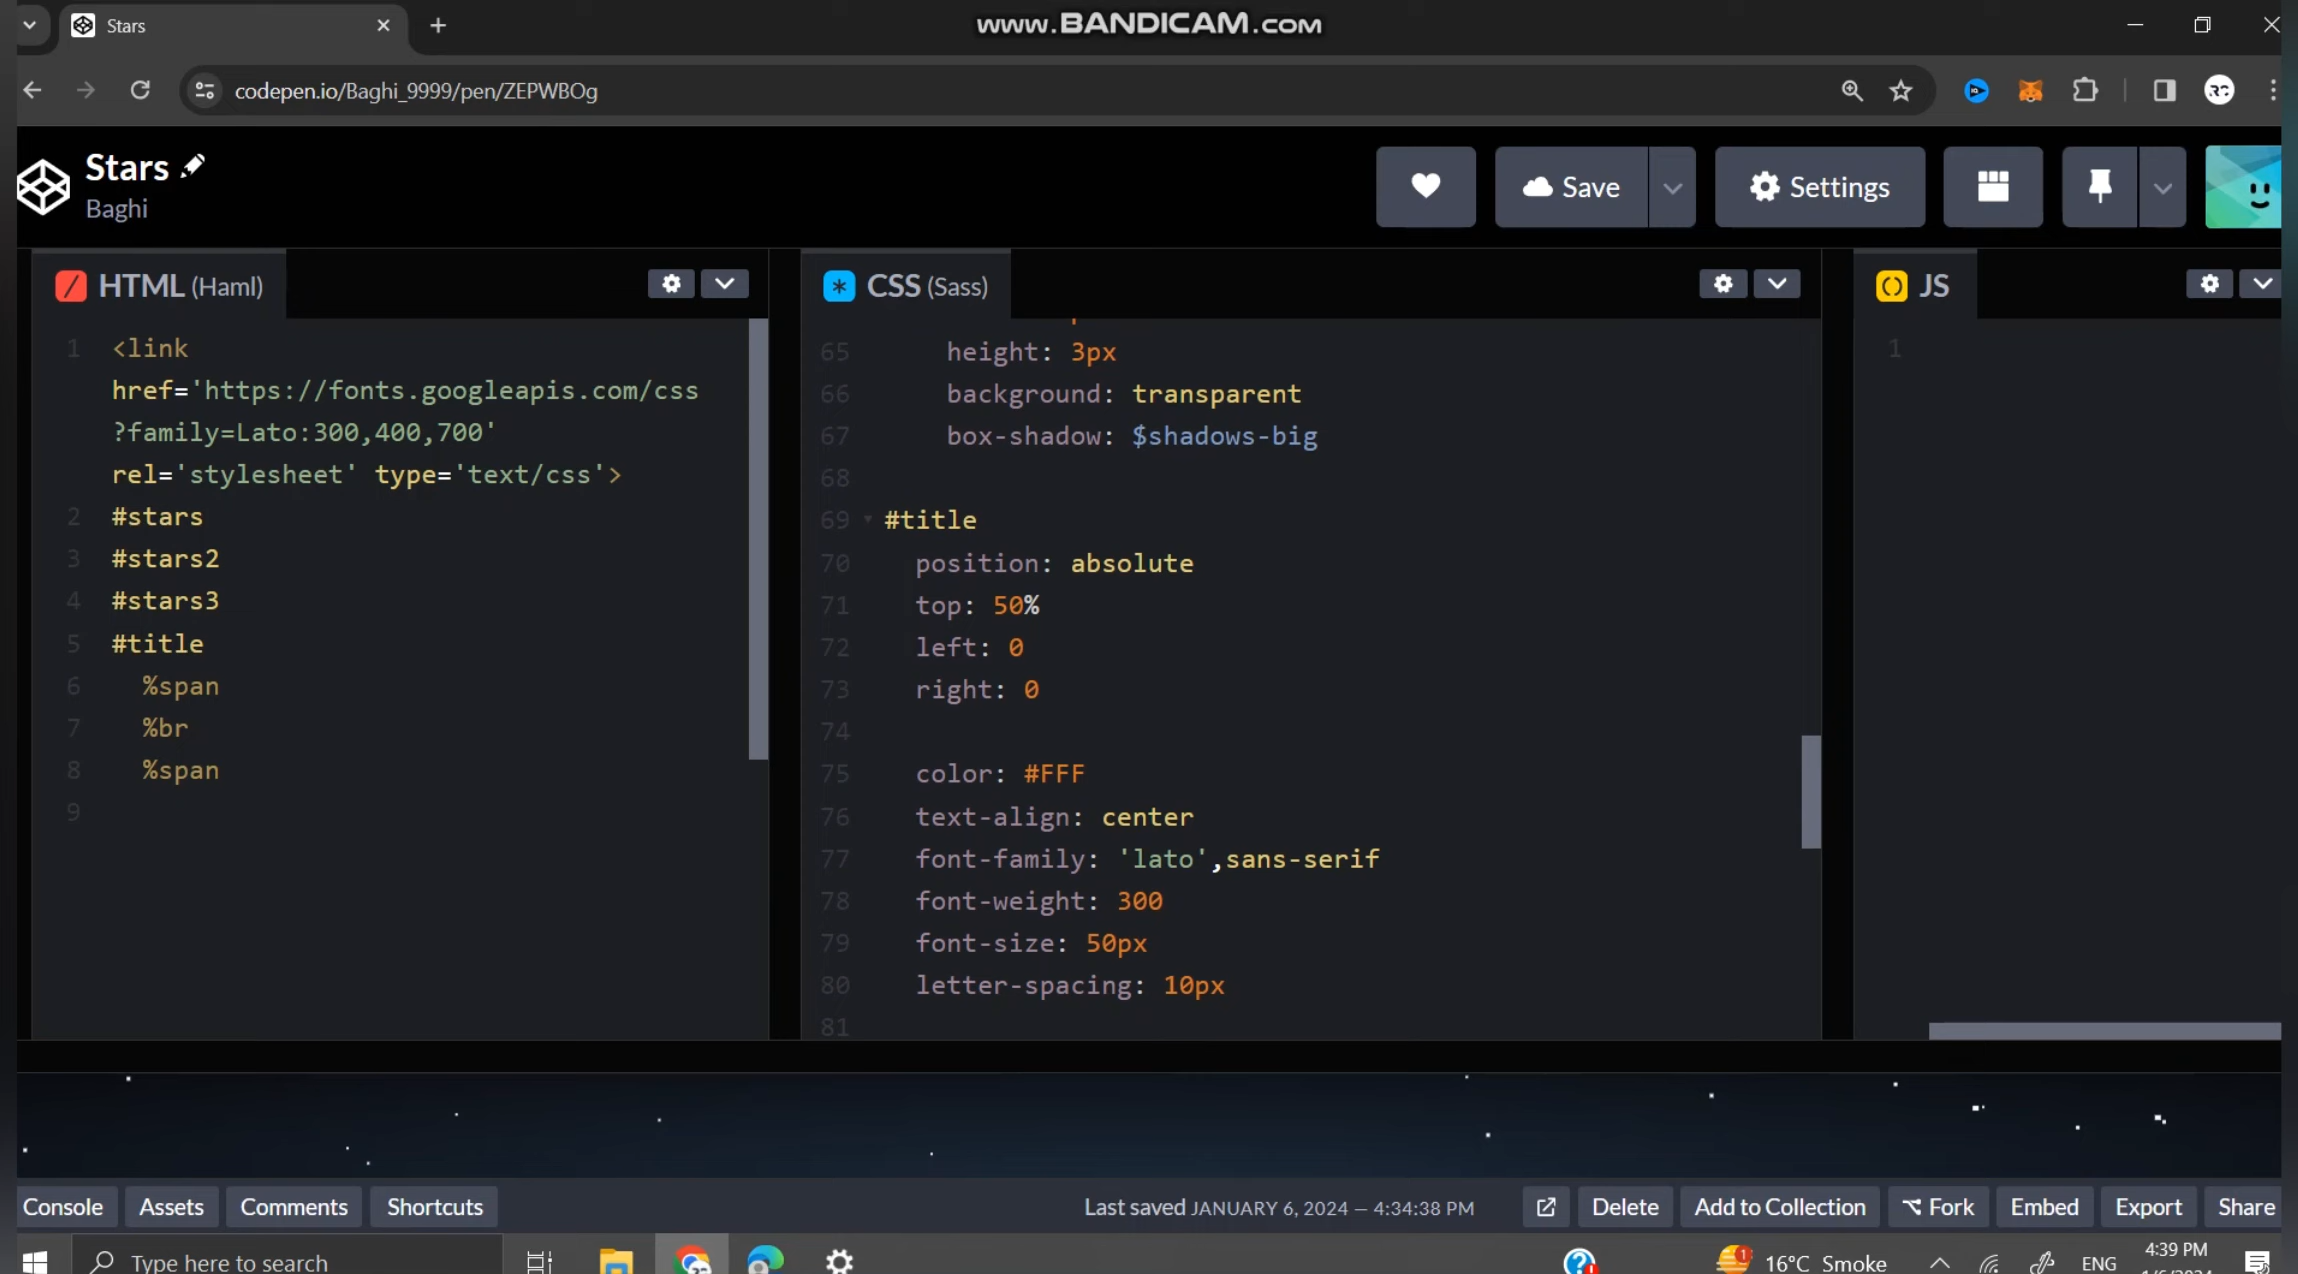 Stars
www.BANDICAM.com
codepen.io/Baghi_9999/pen/ZEPWBOg
Stars
Baghi
Save
Settings
HTML (Haml)
1 <link
href='https://fonts.googleapis.com/css
?family=Lato:300,400,700'
rel='stylesheet' type='text/css'>
2 #stars
3 #stars2
4 #stars3
5 #title
6 %span
7 %br
8 %span
9
CSS (Sass)
65 height: 3px
66 background: transparent
67 box-shadow: $shadows-big
68
69 #title
70 position: absolute
71 top: 50%
72 left: 0
73 right: 0
74
75 color: #FFF
76 text-align: center
77 font-family: 'lato',sans-serif
78 font-weight: 300
79 font-size: 50px
80 letter-spacing: 10px
81
JS
1
Console Assets Comments Shortcuts
Last saved JANUARY 6, 2024 — 4:34:38 PM
Delete Add to Collection Fork Embed Export Share
Type here to search
16°C Smoke
ENG
4:39 PM